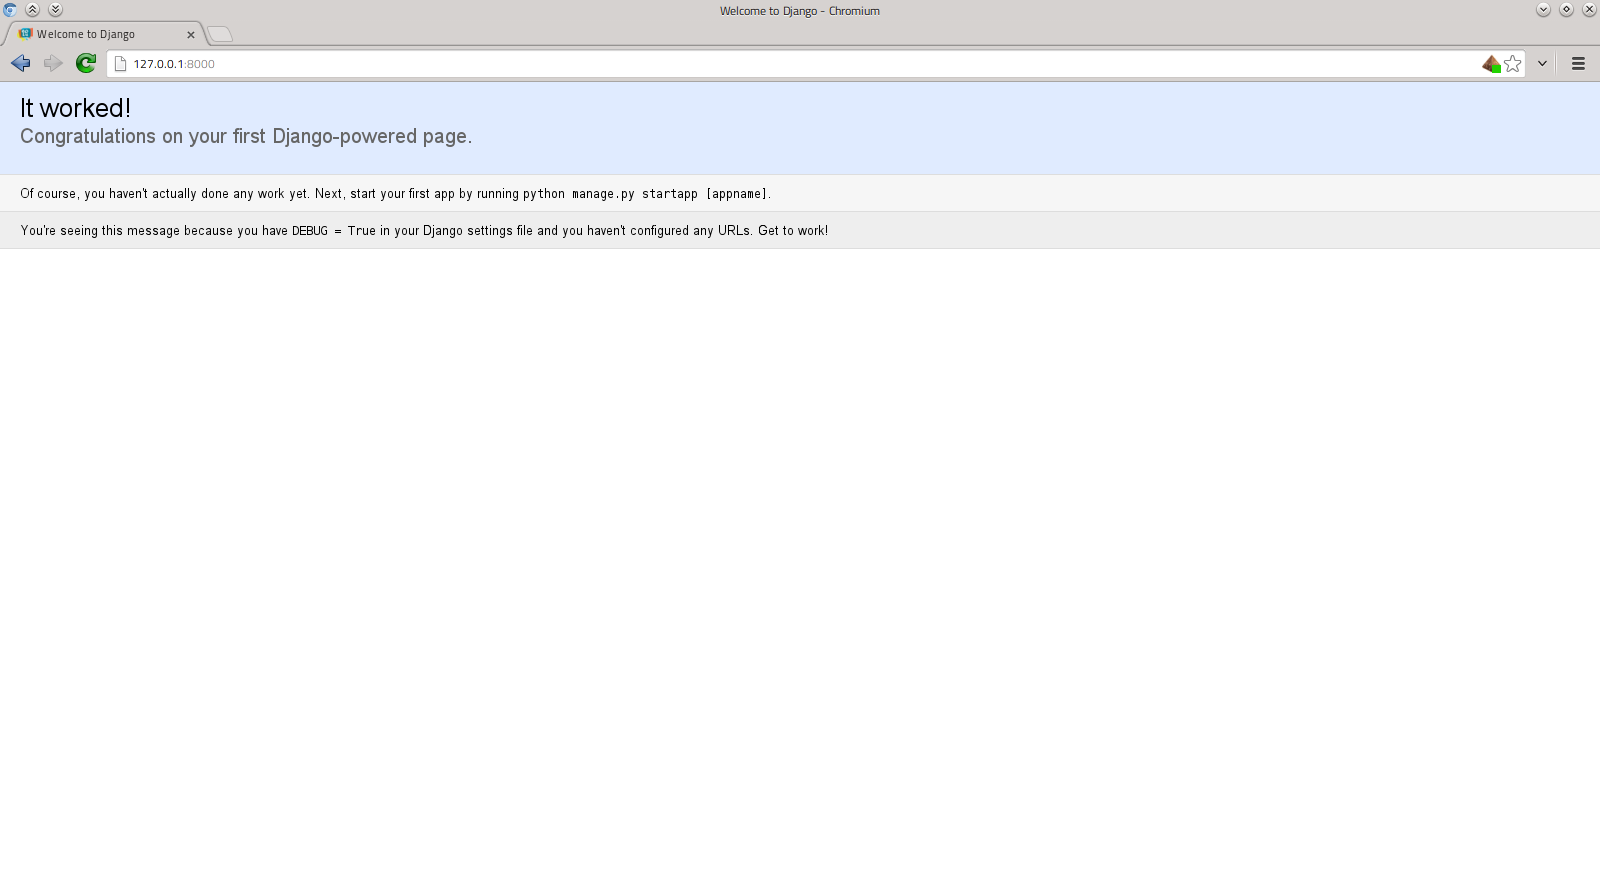 Welcome to Django - Chromium
Welcome to Django
127.0.0.1:8000
It worked!
Congratulations on your first Django-powered page.
Of course, you haven't actually done any work yet. Next, start your first app by running python manage.py startapp [appname].
You're seeing this message because you have DEBUG = True in your Django settings file and you haven't configured any URLs. Get to work!